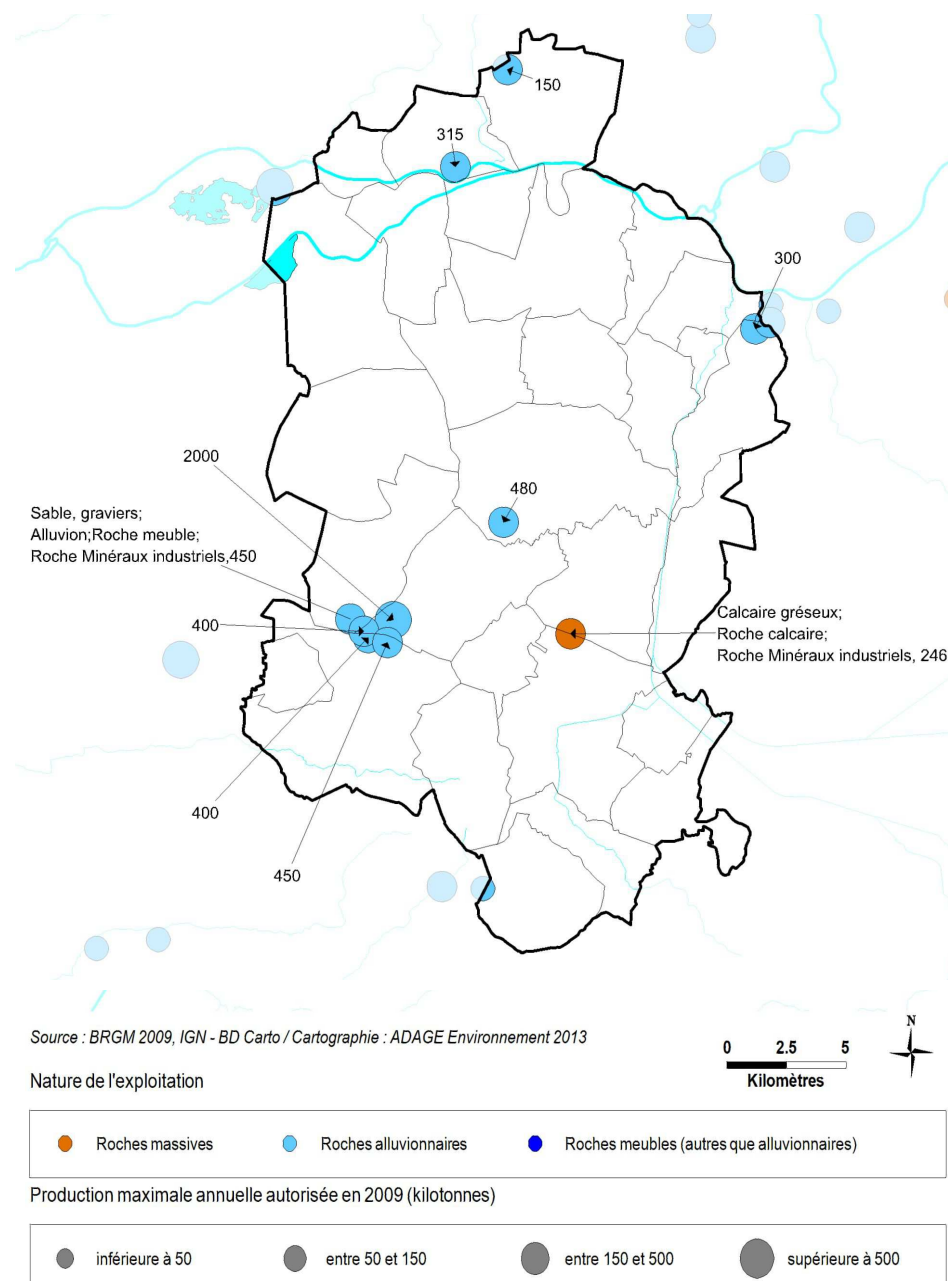 150
315
300
2000
480
Sable, graviers;
Alluvion;Roche meuble;
Roche Minéraux industriels,450
400
Calcaire gréseux;
Roche calcaire;
Roche Minéraux industriels, 246
400
450
Source : BRGM 2009, IGN - BD Carto / Cartographie : ADAGE Environnement 2013
N
0 2.5 5
Kilomètres
Nature de l'exploitation
Roches massives Roches alluvionnaires Roches meubles (autres que alluvionnaires)
Production maximale annuelle autorisée en 2009 (kilotonnes)
inférieure à 50 entre 50 et 150 entre 150 et 500 supérieure à 500